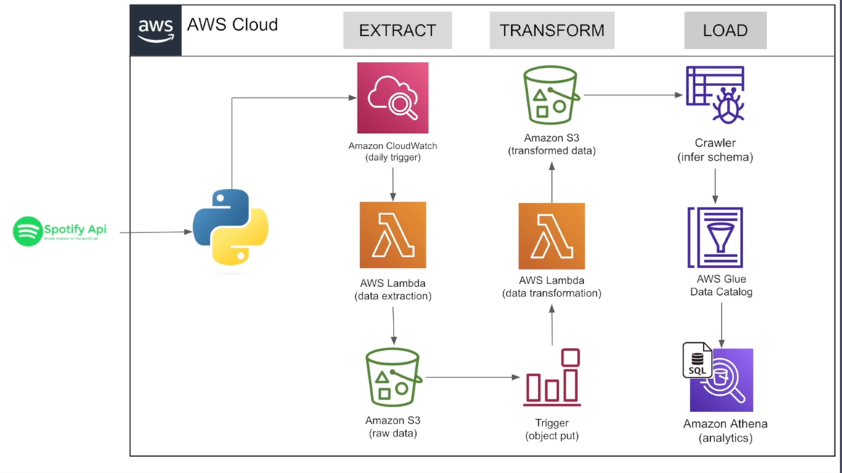 aws
AWS Cloud
EXTRACT
TRANSFORM
LOAD
Amazon CloudWatch
(daily trigger)
Amazon S3
(transformed data)
Crawler
(infer schema)
Spotify Api
AWS Lambda
(data extraction)
AWS Lambda
(data transformation)
AWS Glue
Data Catalog
SQL
Amazon S3
(raw data)
Trigger
(object put)
Amazon Athena
(analytics)